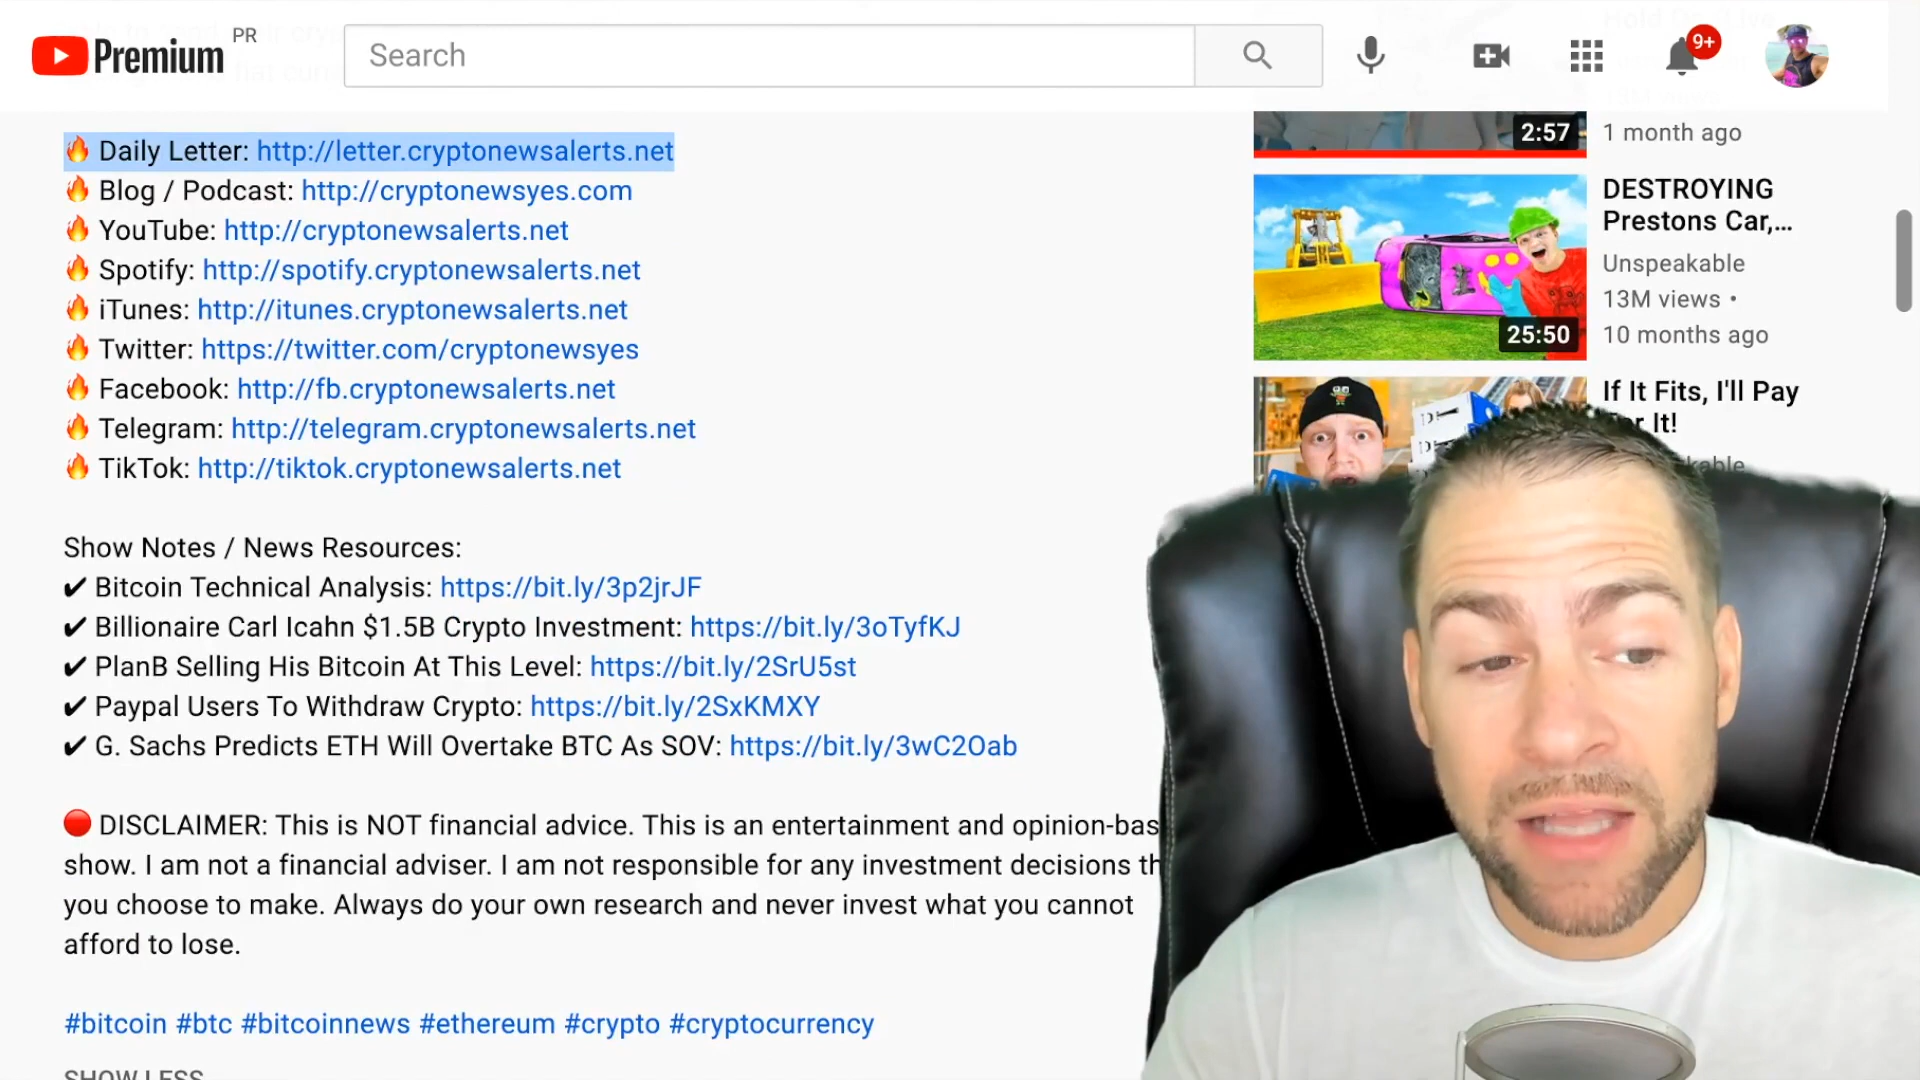 Premium PR
Search
9+
🔥 Daily Letter: http://letter.cryptonewsalerts.net
🔥 Blog / Podcast: http://cryptonewsyes.com
🔥 YouTube: http://cryptonewsalerts.net
🔥 Spotify: http://spotify.cryptonewsalerts.net
🔥 iTunes: http://itunes.cryptonewsalerts.net
🔥 Twitter: https://twitter.com/cryptonewsyes
🔥 Facebook: http://fb.cryptonewsalerts.net
🔥 Telegram: http://telegram.cryptonewsalerts.net
🔥 TikTok: http://tiktok.cryptonewsalerts.net
Show Notes / News Resources:
✔ Bitcoin Technical Analysis: https://bit.ly/3p2jrJF
✔ Billionaire Carl Icahn $1.5B Crypto Investment: https://bit.ly/3oTyfKJ
✔ PlanB Selling His Bitcoin At This Level: https://bit.ly/2SrU5st
✔ Paypal Users To Withdraw Crypto: https://bit.ly/2SxKMXY
✔ G. Sachs Predicts ETH Will Overtake BTC As SOV: https://bit.ly/3wC2Oab
🔴 DISCLAIMER: This is NOT financial advice. This is an entertainment and opinion-bas
show. I am not a financial adviser. I am not responsible for any investment decisions th
you choose to make. Always do your own research and never invest what you cannot
afford to lose.
#bitcoin #btc #bitcoinnews #ethereum #crypto #cryptocurrency
SHOW LESS
2:57
1 month ago
DESTROYING
Prestons Car,...
Unspeakable
13M views •
25:50
10 months ago
If It Fits, I'll Pay
It!